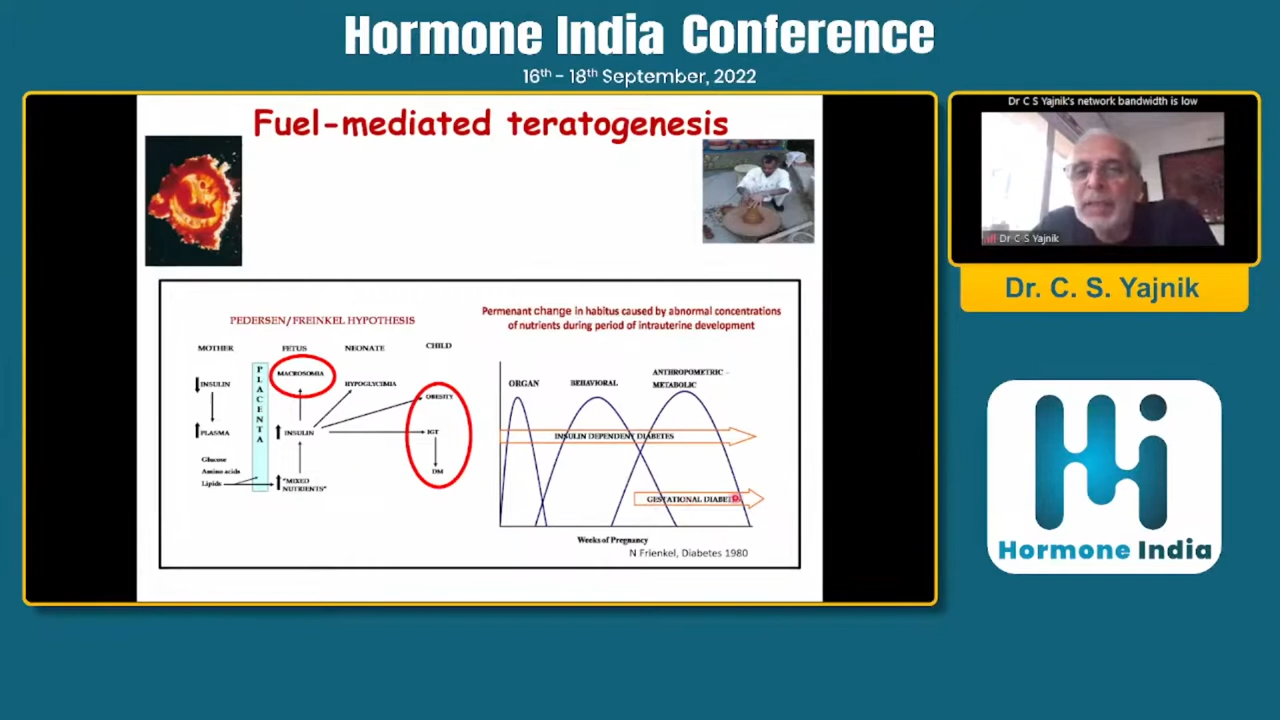 Hormone India Conference
16th - 18th September, 2022
Fuel-mediated teratogenesis
PEDERSEN/FREINKEL HYPOTHESIS
MOTHER
FETUS
NEONATE
CHILD
PLACENTA
MACROSOMIA
INSULIN
HYPOGLYCIMIA
OBESITY
PLASMA
INSULIN
IGT
Glucose
Amino acids
Lipids
"MIXED
NUTRIENTS"
DM
Permenant change in habitus caused by abnormal concentrations
of nutrients during period of intrauterine development
ORGAN
BEHAVIORAL
ANTHROPOMETRIC -
METABOLIC
INSULIN DEPENDENT DIABETES
GESTATIONAL
Weeks of Pregnancy
N Frienkel, Diabetes 1980
Dr C S Yajnik's network bandwidth is low
Dr C S Yajnik
Dr. C. S. Yajnik
Hormone India